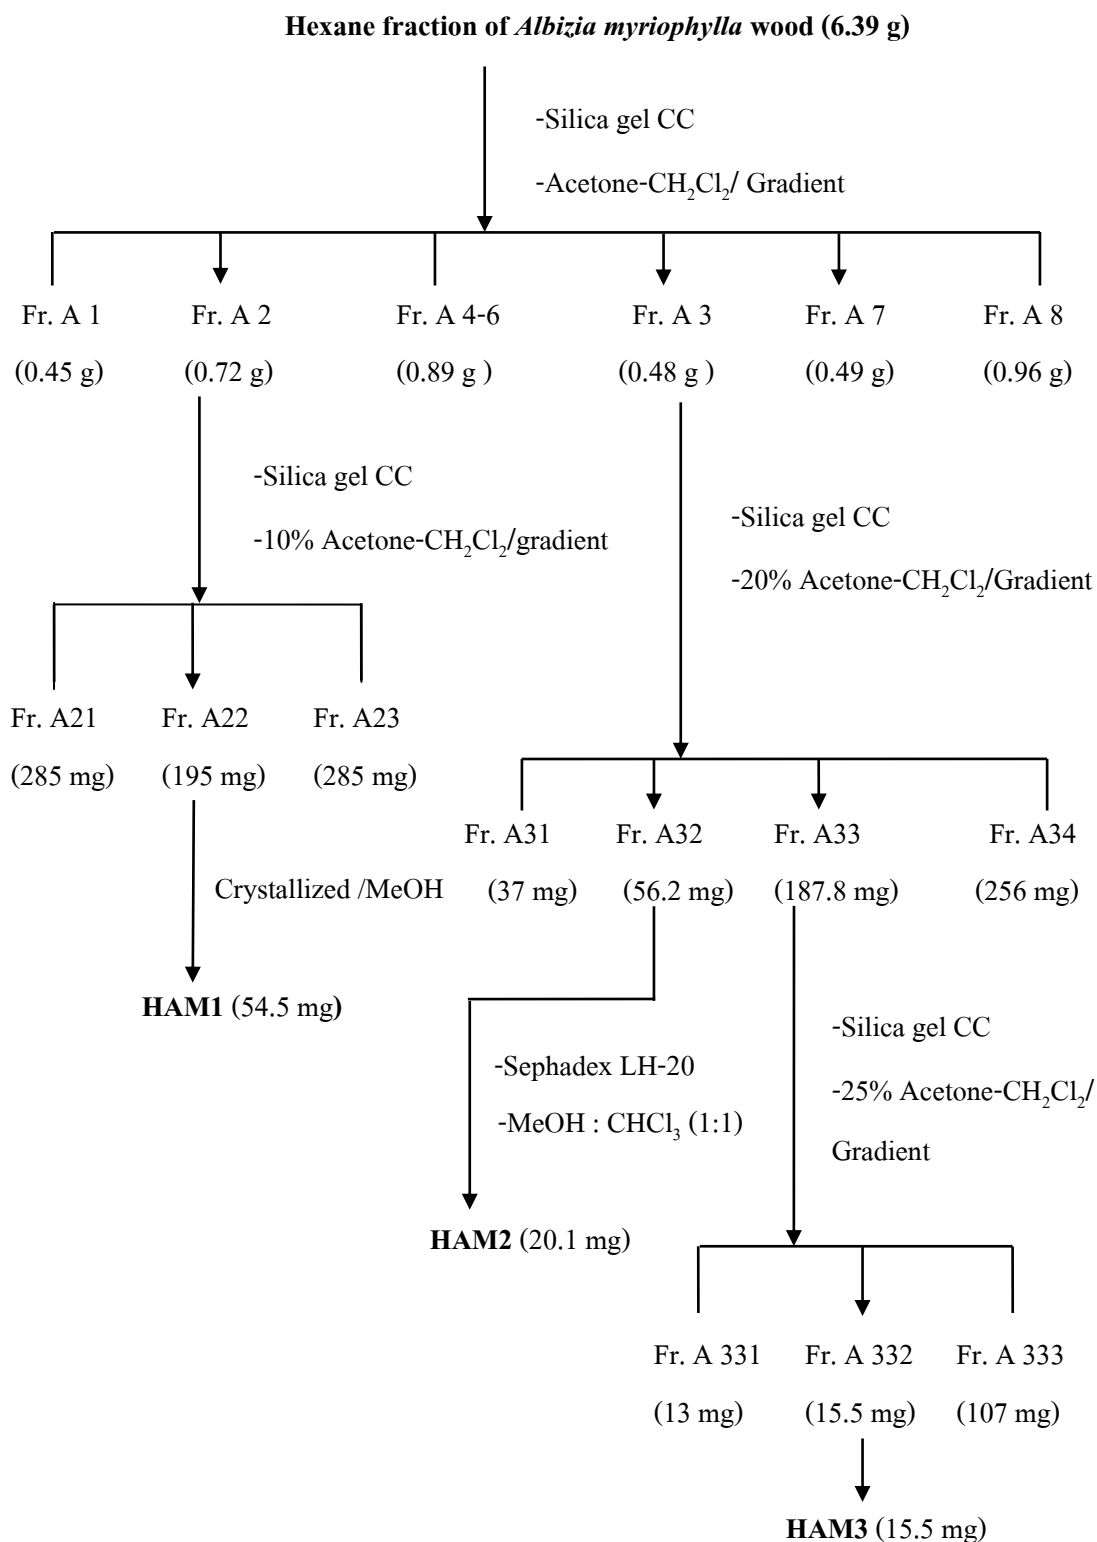 Hexane fraction of Albizia myriophylla wood (6.39 g)
-Silica gel CC
-Acetone-CH₂Cl₂/ Gradient
Fr. A 1 Fr. A 2 Fr. A 4-6 Fr. A 3 Fr. A 7 Fr. A 8
(0.45 g) (0.72 g) (0.89 g ) (0.48 g ) (0.49 g) (0.96 g)
-Silica gel CC
-10% Acetone-CH₂Cl₂/gradient
-Silica gel CC
-20% Acetone-CH₂Cl₂/Gradient
Fr. A21 Fr. A22 Fr. A23
(285 mg) (195 mg) (285 mg)
Fr. A31 Fr. A32 Fr. A33 Fr. A34
(37 mg) (56.2 mg) (187.8 mg) (256 mg)
Crystallized /MeOH
HAM1 (54.5 mg)
-Sephadex LH-20
-MeOH : CHCl₃ (1:1)
HAM2 (20.1 mg)
-Silica gel CC
-25% Acetone-CH₂Cl₂/
Gradient
Fr. A 331 Fr. A 332 Fr. A 333
(13 mg) (15.5 mg) (107 mg)
HAM3 (15.5 mg)